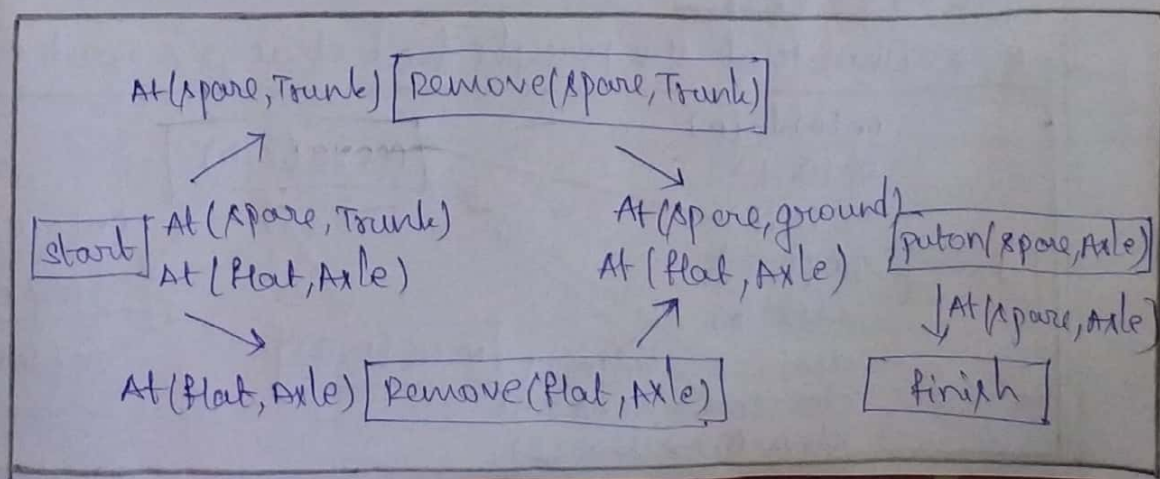 At(spare,Trunk) Remove(spare,Trunk)
start At(spare,Trunk)
At(flat,Axle)
At(spare,ground)
At(flat,Axle)
puton(spare,Axle)
At(spare,Axle)
At(flat,Axle) Remove(flat,Axle)
finish